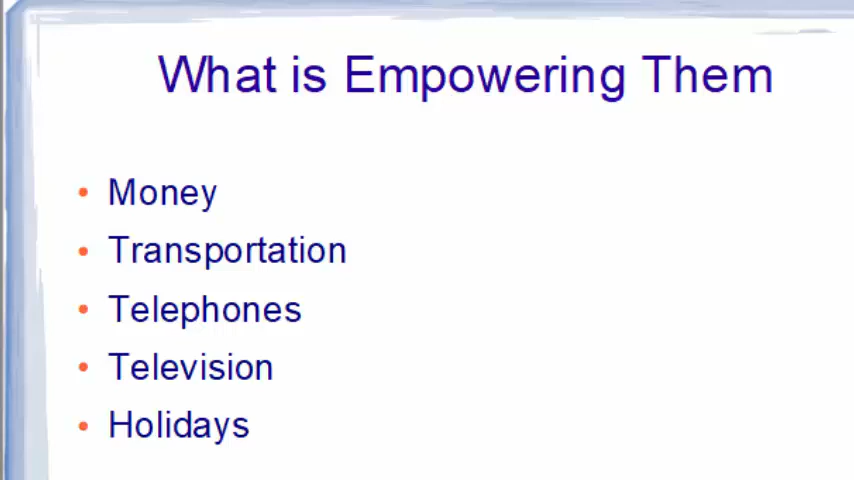 What is Empowering Them
• Money
• Transportation
• Telephones
• Television
• Holidays